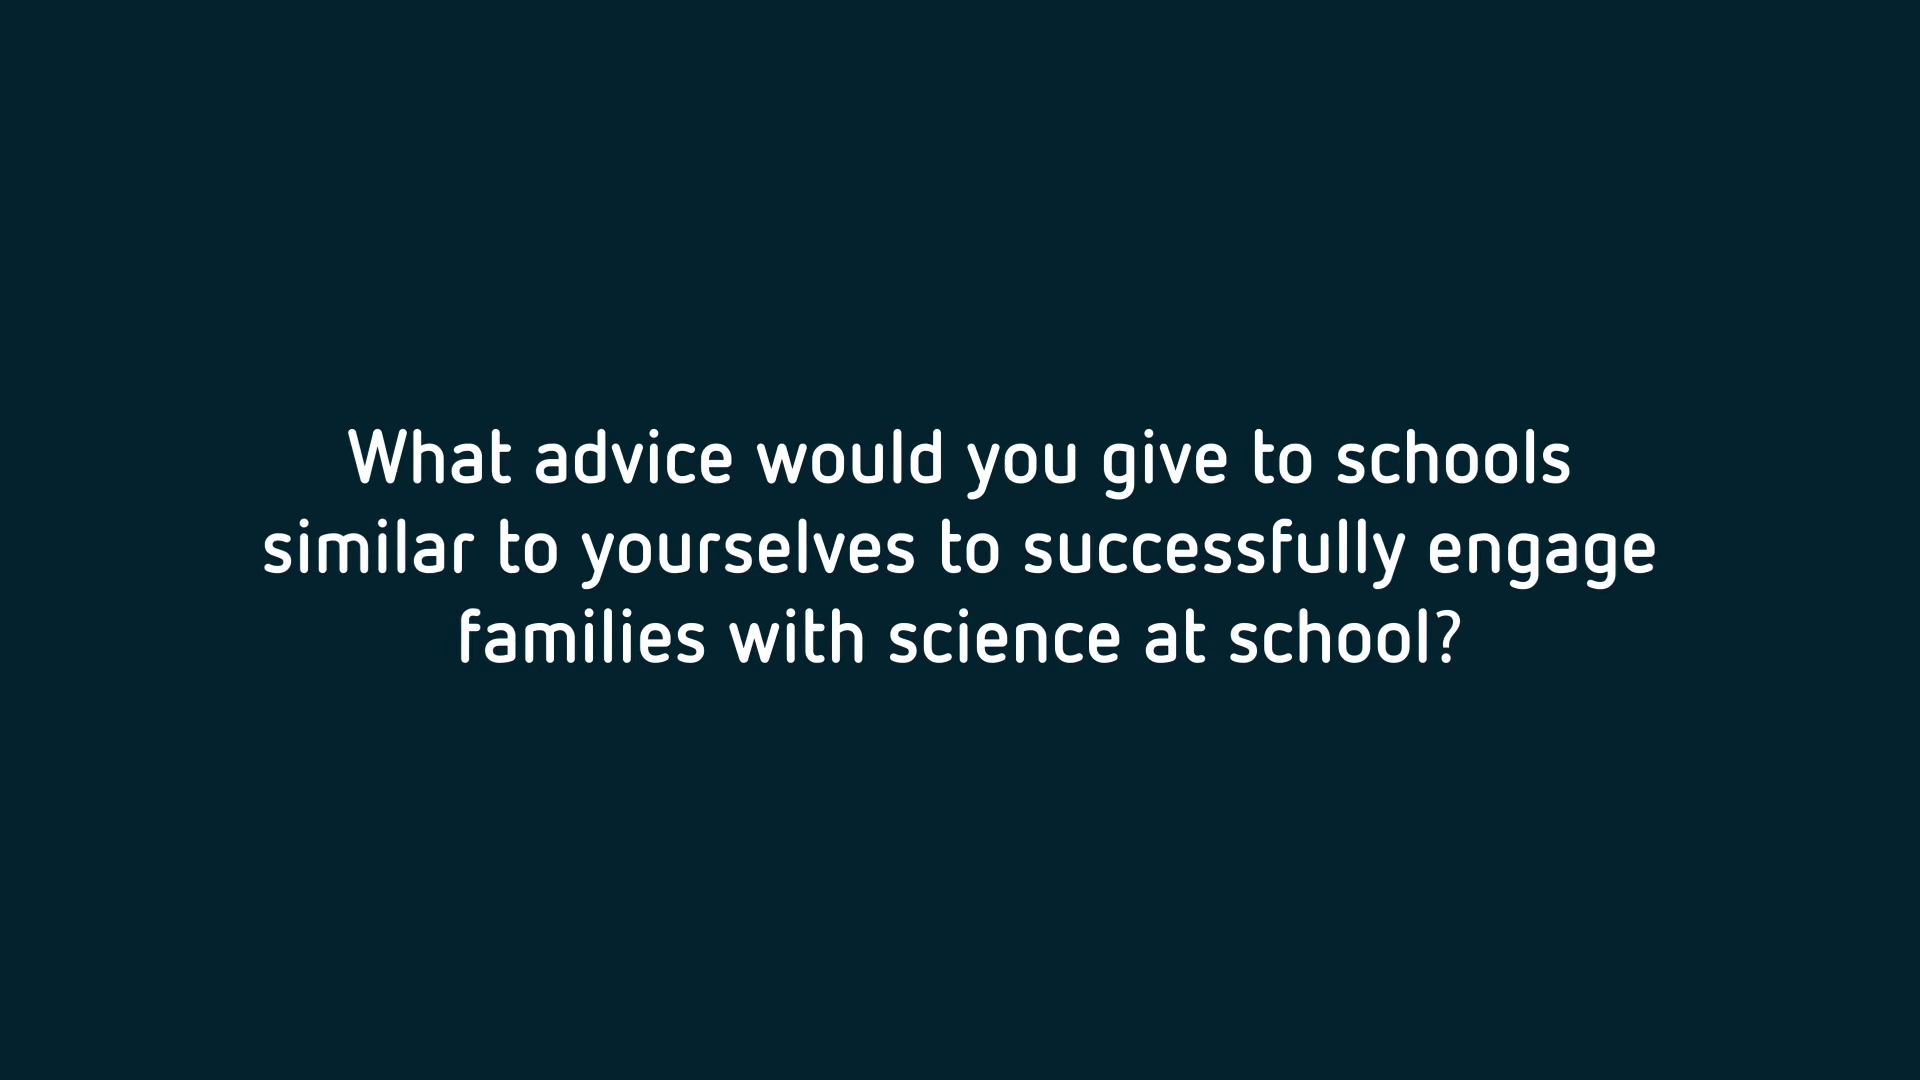 What advice would you give to schools
similar to yourselves to successfully engage
families with science at school?